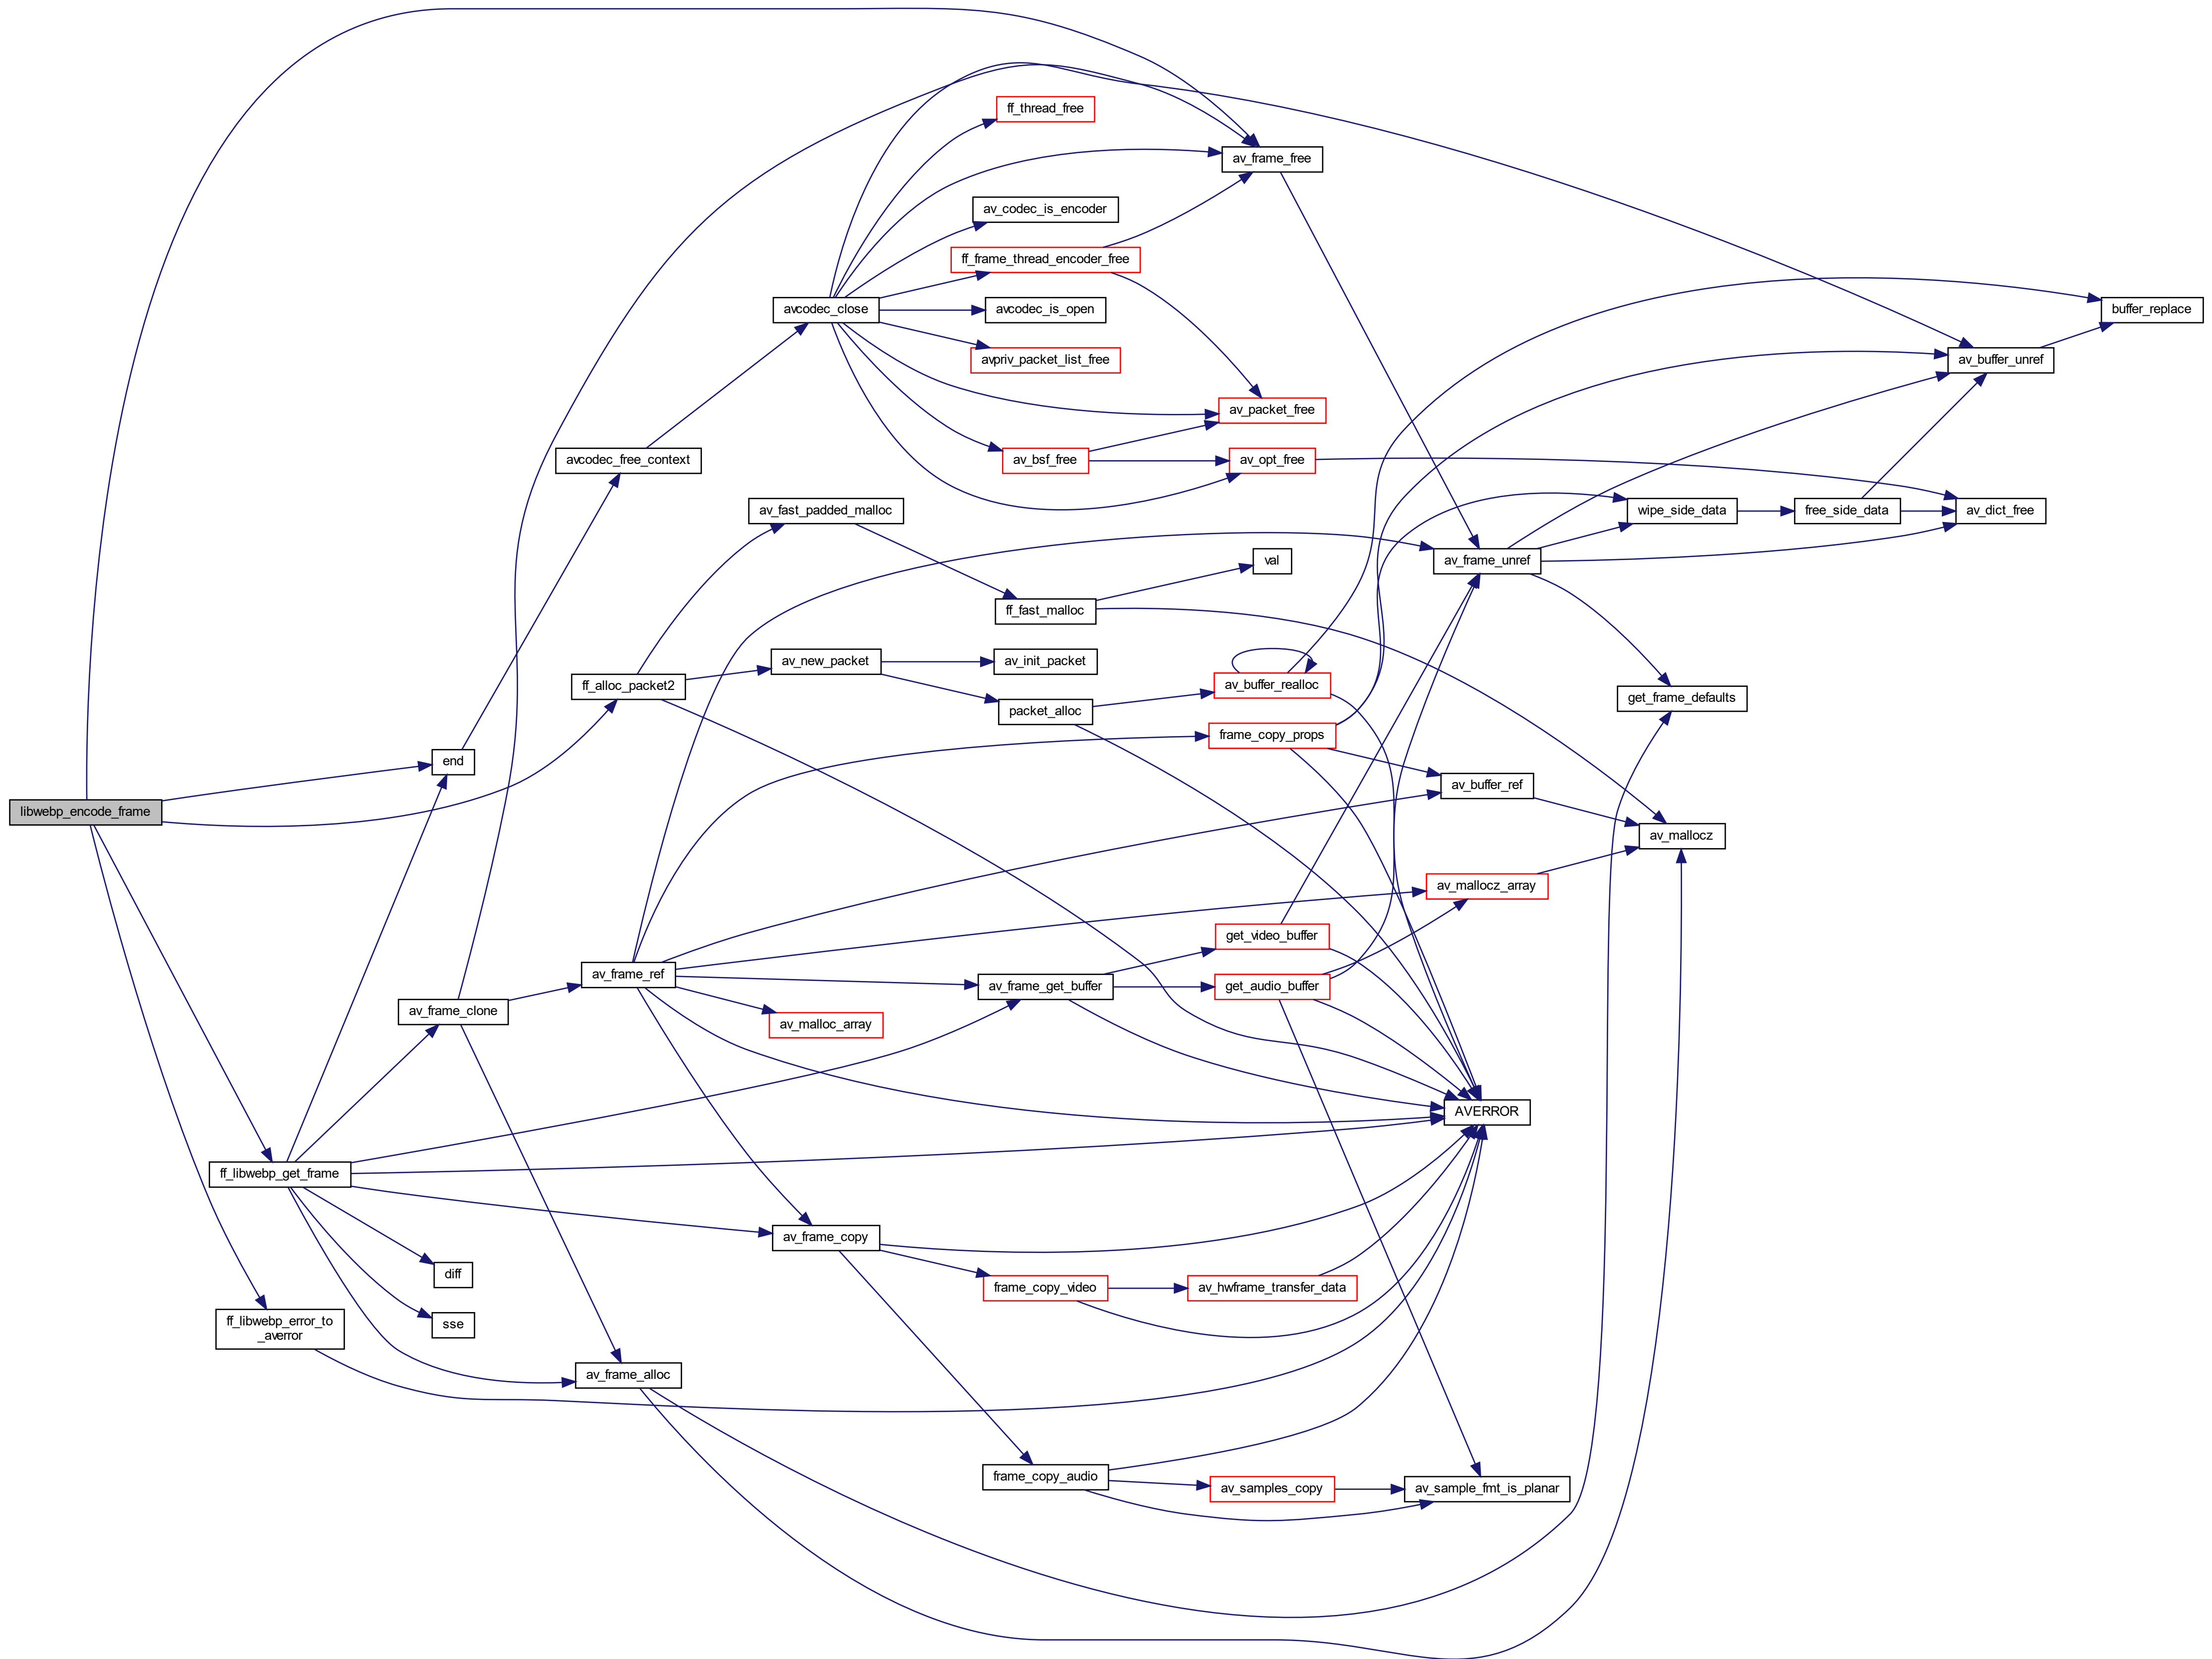 ff_thread_free
av_frame_free
av_codec_is_encoder
ff_frame_thread_encoder_free
avcodec_close
avcodec_is_open
buffer_replace
avpriv_packet_list_free
av_buffer_unref
av_packet_free
avcodec_free_context
av_bsf_free
av_opt_free
av_fast_padded_malloc
wipe_side_data
free_side_data
av_dict_free
val
av_frame_unref
ff_fast_malloc
av_new_packet
av_init_packet
ff_alloc_packet2
av_buffer_realloc
get_frame_defaults
packet_alloc
frame_copy_props
end
av_buffer_ref
libwebp_encode_frame
av_mallocz
av_mallocz_array
get_video_buffer
av_frame_ref
av_frame_get_buffer
get_audio_buffer
av_frame_clone
av_malloc_array
AVERROR
ff_libwebp_get_frame
av_frame_copy
diff
frame_copy_video
av_hwframe_transfer_data
sse
ff_libwebp_error_to
_averror
av_frame_alloc
frame_copy_audio
av_samples_copy
av_sample_fmt_is_planar